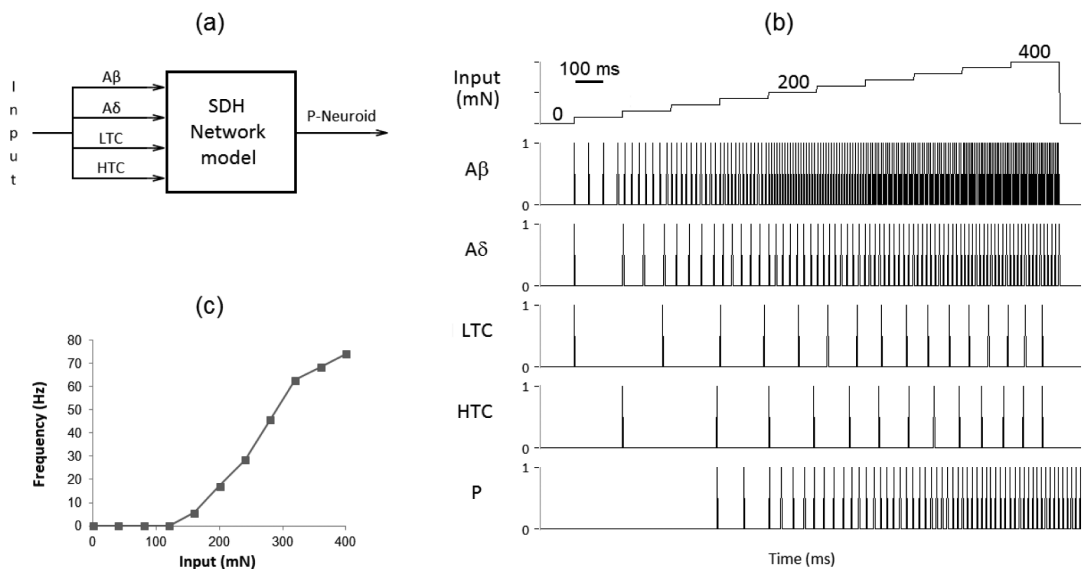 (a)
I
n
p
u
t
Aβ
Aδ
LTC
HTC
SDH
Network
model
P-Neuroid
(b)
Input
(mN)
100 ms
0
200
400
Aβ
1
0
Aδ
1
0
LTC
1
0
HTC
1
0
P
1
0
Time (ms)
(c)
Frequency (Hz)
80
70
60
50
40
30
20
10
0
0 100 200 300 400
Input (mN)